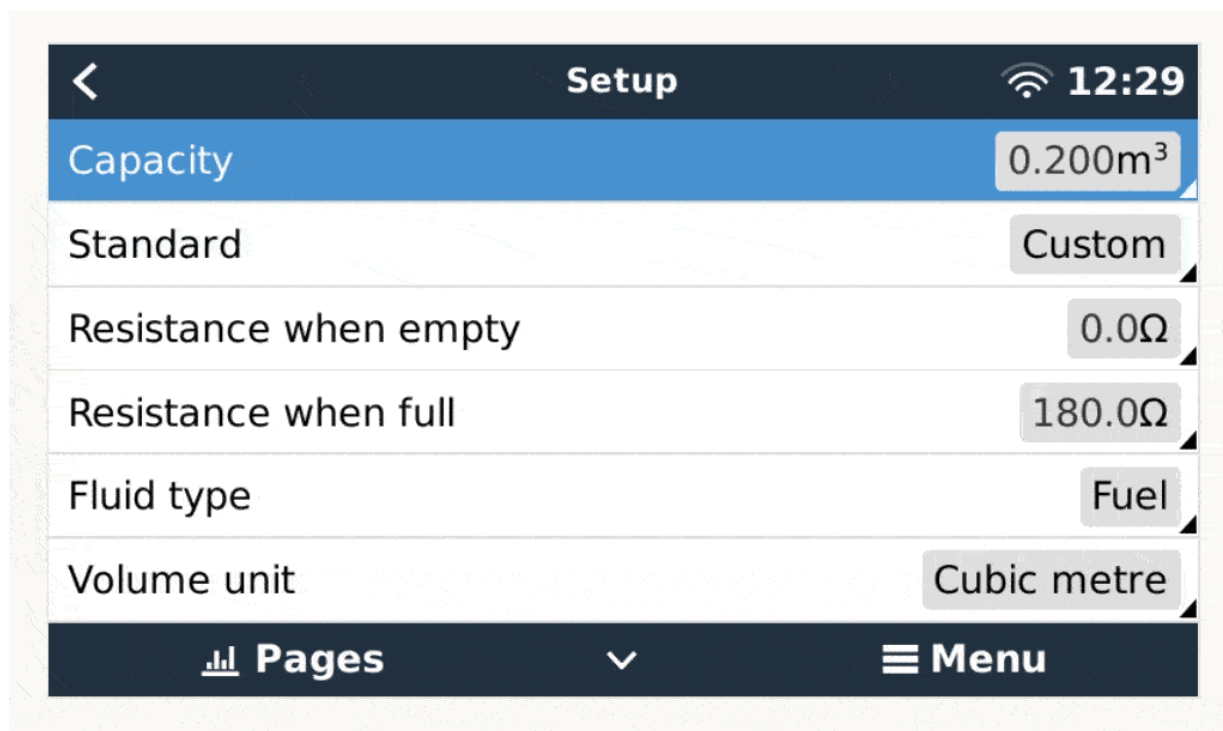 Setup 12:29
Capacity 0.200m³
Standard Custom
Resistance when empty 0.0Ω
Resistance when full 180.0Ω
Fluid type Fuel
Volume unit Cubic metre
Pages Menu